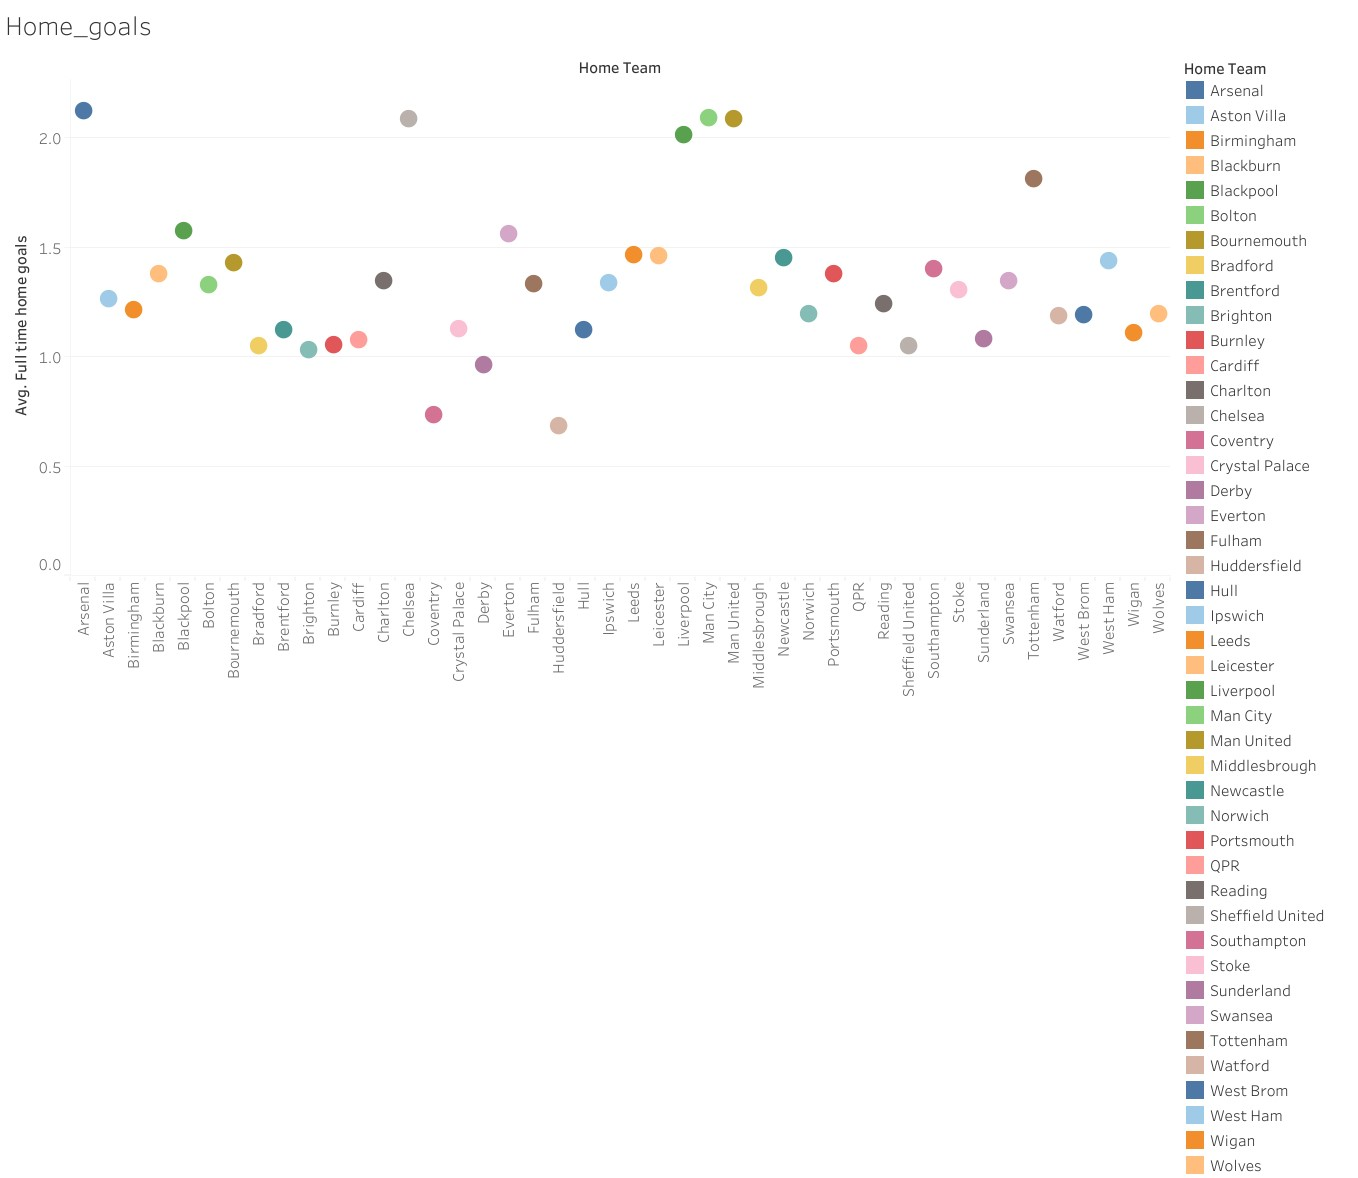 Home_goals
Home Team
Avg. Full time home goals
2.0
1.5
1.0
0.5
0.0
Arsenal
Aston Villa
Birmingham
Blackburn
Blackpool
Bolton
Bournemouth
Bradford
Brentford
Brighton
Burnley
Cardiff
Charlton
Chelsea
Coventry
Crystal Palace
Derby
Everton
Fulham
Huddersfield
Hull
Ipswich
Leeds
Leicester
Liverpool
Man City
Man United
Middlesbrough
Newcastle
Norwich
Portsmouth
QPR
Reading
Sheffield United
Southampton
Stoke
Sunderland
Swansea
Tottenham
Watford
West Brom
West Ham
Wigan
Wolves
Home Team
Arsenal
Aston Villa
Birmingham
Blackburn
Blackpool
Bolton
Bournemouth
Bradford
Brentford
Brighton
Burnley
Cardiff
Charlton
Chelsea
Coventry
Crystal Palace
Derby
Everton
Fulham
Huddersfield
Hull
Ipswich
Leeds
Leicester
Liverpool
Man City
Man United
Middlesbrough
Newcastle
Norwich
Portsmouth
QPR
Reading
Sheffield United
Southampton
Stoke
Sunderland
Swansea
Tottenham
Watford
West Brom
West Ham
Wigan
Wolves